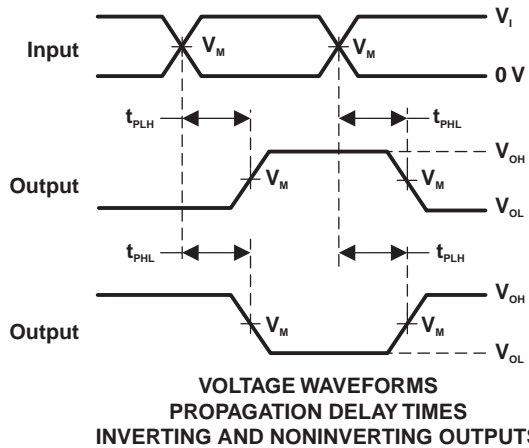 V_I
Input V_M V_M
0 V
t_PLH t_PHL
V_OH
Output V_M V_M
V_OL
t_PHL t_PLH
V_OH
Output V_M V_M
V_OL
VOLTAGE WAVEFORMS
PROPAGATION DELAY TIMES
INVERTING AND NONINVERTING OUTPUTS